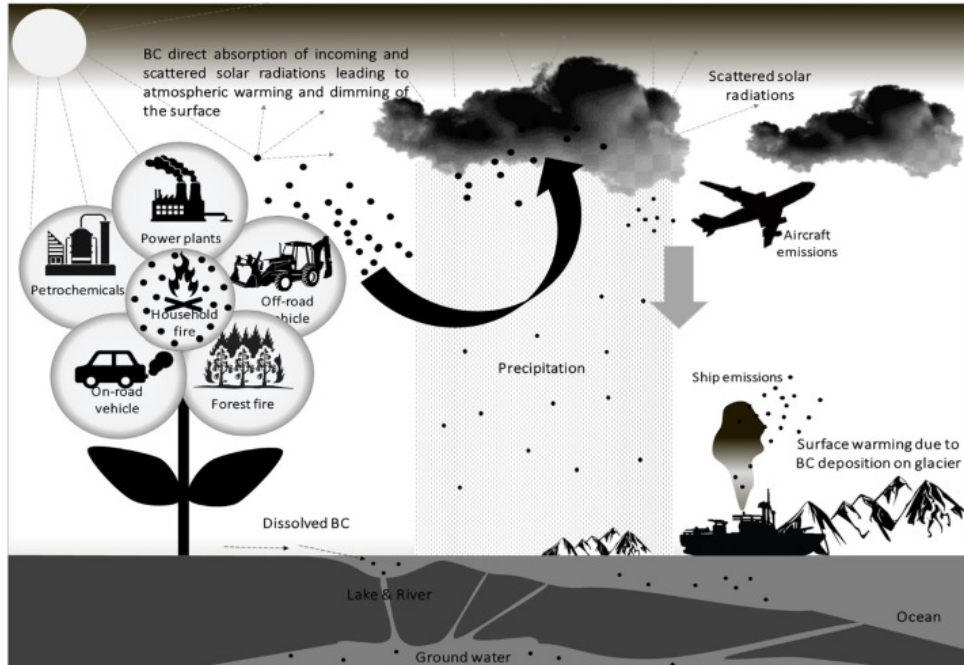 BC direct absorption of incoming and
scattered solar radiations leading to
atmospheric warming and dimming of
the surface
Scattered solar
radiations
Power plants
Petrochemicals
Household
fire
Off-road
vehicle
On-road
vehicle
Forest fire
Aircraft
emissions
Precipitation
Ship emissions
Surface warming due to
BC deposition on glacier
Dissolved BC
Lake & River
Ocean
Ground water